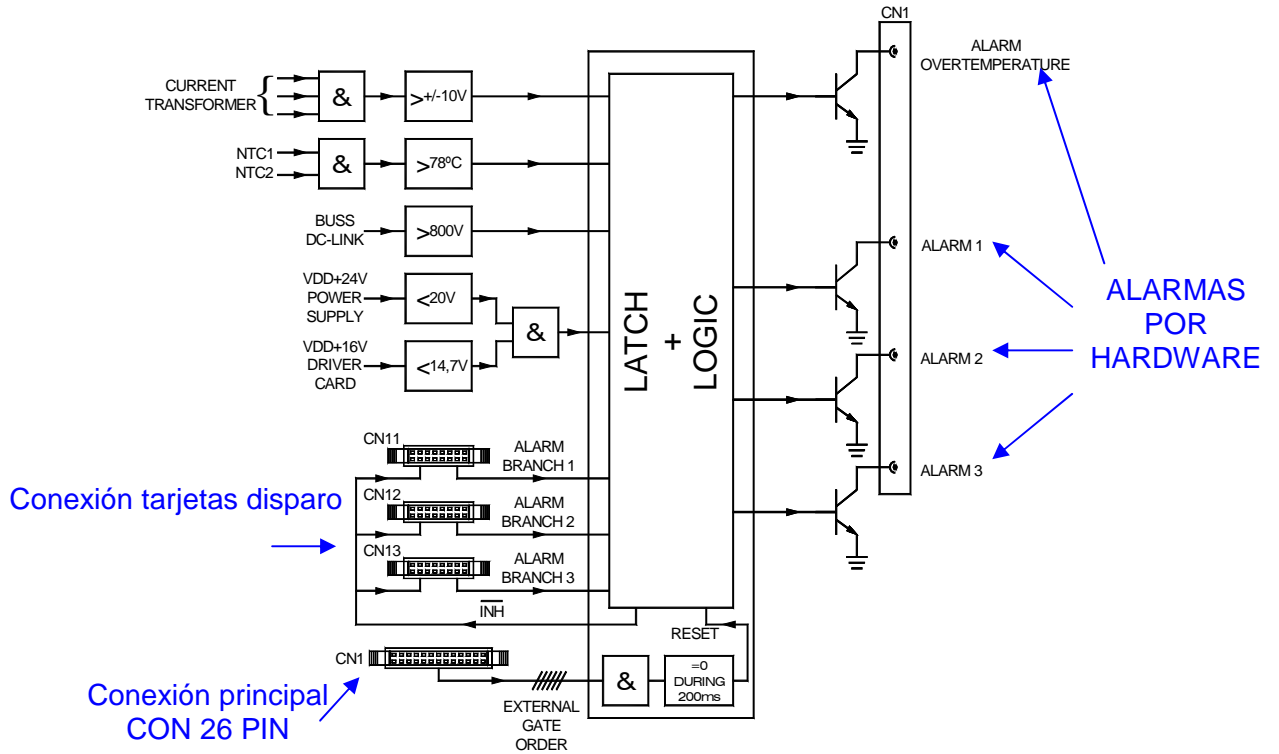 CN1
ALARM
OVERTEMPERATURE
CURRENT
TRANSFORMER
{
&
>+/-10V
NTC1
NTC2
&
>78ºC
BUSS
DC-LINK
>800V
VDD+24V
POWER
SUPPLY
<20V
VDD+16V
DRIVER
CARD
<14,7V
&
LATCH
+
LOGIC
ALARM 1
ALARM 2
ALARM 3
ALARMAS
POR
HARDWARE
CN11
ALARM
BRANCH 1
Conexión tarjetas disparo
CN12
ALARM
BRANCH 2
CN13
ALARM
BRANCH 3
INH
RESET
CN1
Conexión principal
CON 26 PIN
EXTERNAL
GATE
ORDER
&
=0
DURING
200ms